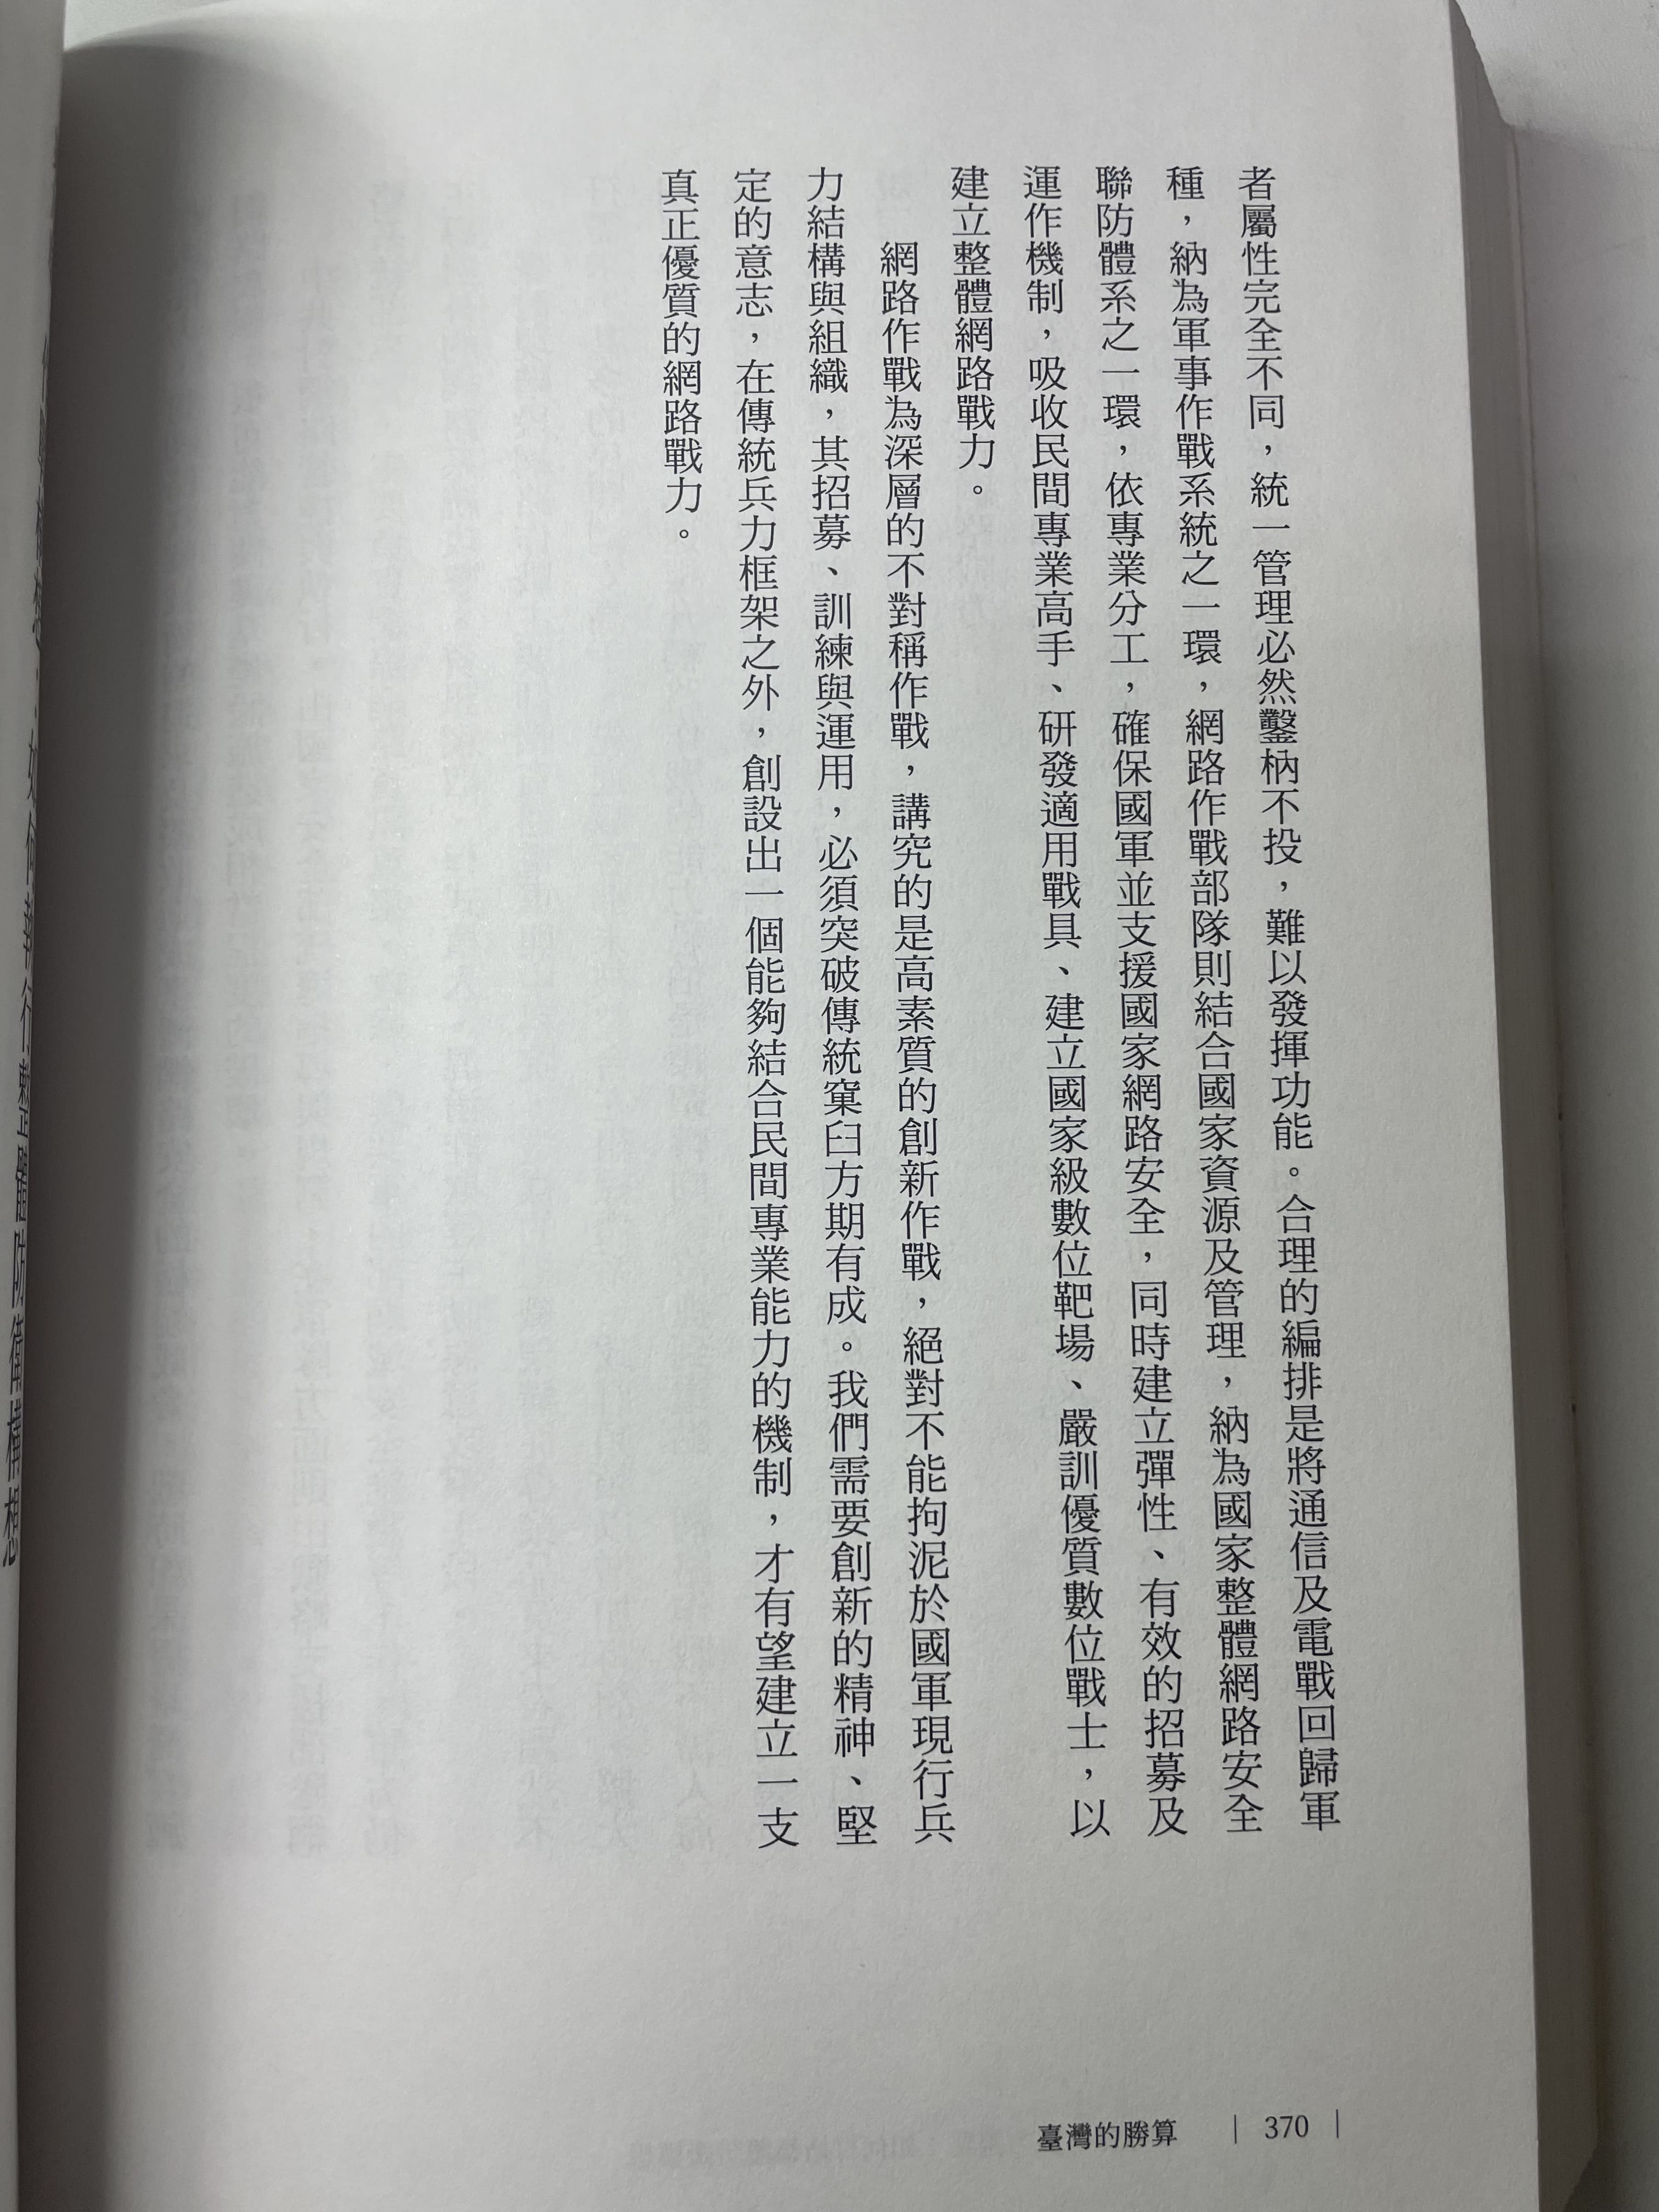 者屬性完全不同，統一管理必然鑿枘不投，難以發揮功能。合理的編排是將通信及電戰回歸軍
種，納為軍事作戰系統之一環，網路作戰部隊則結合國家資源及管理，納為國家整體網路安全
聯防體系之一環，依專業分工，確保國軍並支援國家網路安全，同時建立彈性、有效的招募及
運作機制，吸收民間專業高手、研發適用戰具、建立國家級數位靶場、嚴訓優質數位戰士，以
建立整體網路戰力。
網路作戰為深層的不對稱作戰，講究的是高素質的創新作戰，絕對不能拘泥於國軍現行兵
力結構與組織，其招募、訓練與運用，必須突破傳統窠臼方期有成。我們需要創新的精神、堅
定的意志，在傳統兵力框架之外，創設出一個能夠結合民間專業能力的機制，才有望建立一支
真正優質的網路戰力。
臺灣的勝算 | 370 |
如何執行整體防衛構想